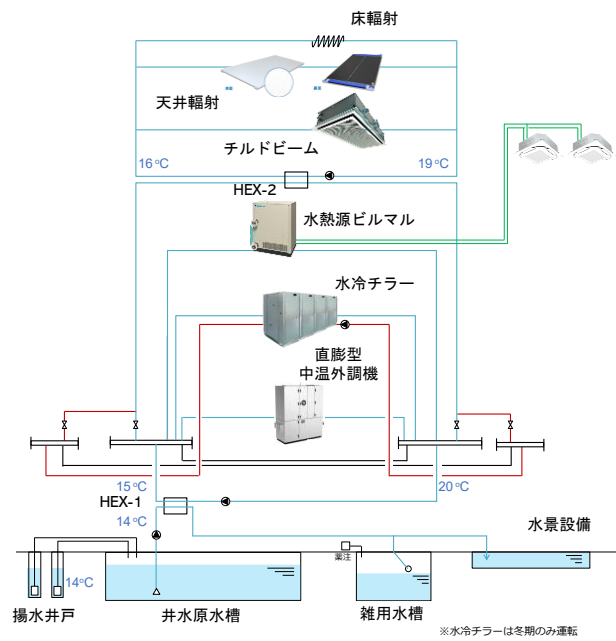 床輻射
天井輻射
チルドビーム
16℃
19℃
HEX-2
水熱源ビルマル
水冷チラー
直膨型
中温外調機
15℃
20℃
HEX-1
14℃
水景設備
薬注
14℃
揚水井戸
井水原水槽
雑用水槽
※水冷チラーは冬期のみ運転